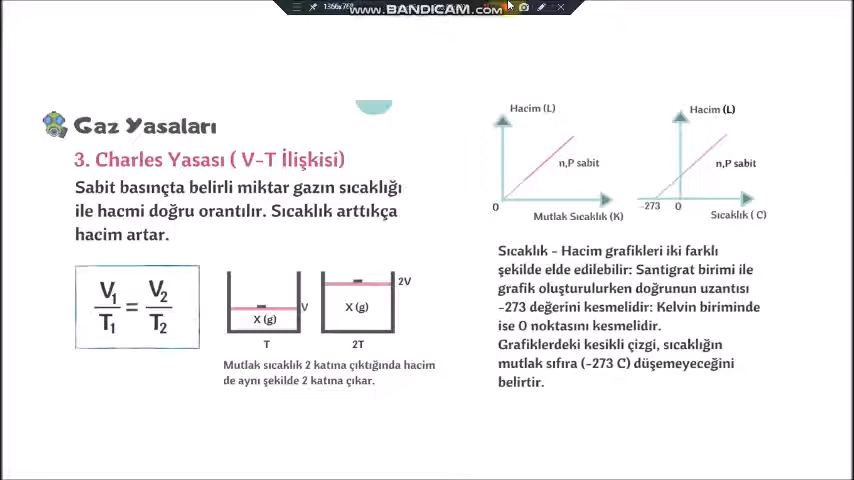 1366x768
www.BANDICAM.com
Gaz Yasaları
3. Charles Yasası ( V-T İlişkisi)
Sabit basınçta belirli miktar gazın sıcaklığı
ile hacmi doğru orantılır. Sıcaklık arttıkça
hacim artar.
V₁/T₁ = V₂/T₂
X (g)
V
T
X (g)
2V
2T
Mutlak sıcaklık 2 katına çıktığında hacim
de aynı şekilde 2 katına çıkar.
Hacim (L)
n,P sabit
0
Mutlak Sıcaklık (K)
Hacim (L)
n,P sabit
-273
0
Sıcaklık ( C)
Sıcaklık - Hacim grafikleri iki farklı
şekilde elde edilebilir: Santigrat birimi ile
grafik oluşturulurken doğrunun uzantısı
-273 değerini kesmelidir: Kelvin biriminde
ise 0 noktasını kesmelidir.
Grafiklerdeki kesikli çizgi, sıcaklığın
mutlak sıfıra (-273 C) düşemeyeceğini
belirtir.